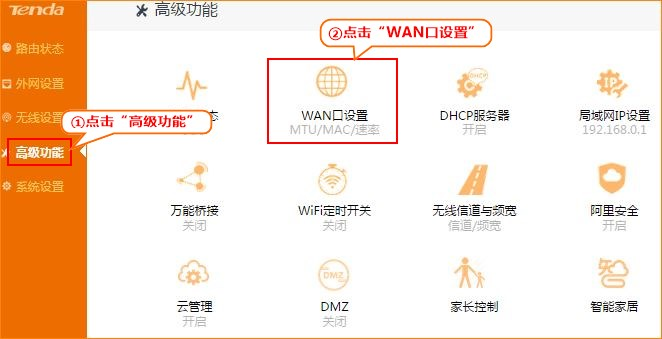 Tenda
高级功能
②点击“WAN口设置”
路由状态
外网设置
无线设置
①点击“高级功能”
高级功能
系统设置
态
WAN口设置
MTU/MAC/速率
DHCP
DHCP服务器
开启
IP
局域网IP设置
192.168.0.1
万能桥接
关闭
WiFi定时开关
关闭
无线信道与频宽
信道/频宽
阿里安全
开启
云管理
开启
DMZ
DMZ
关闭
家长控制
智能家居